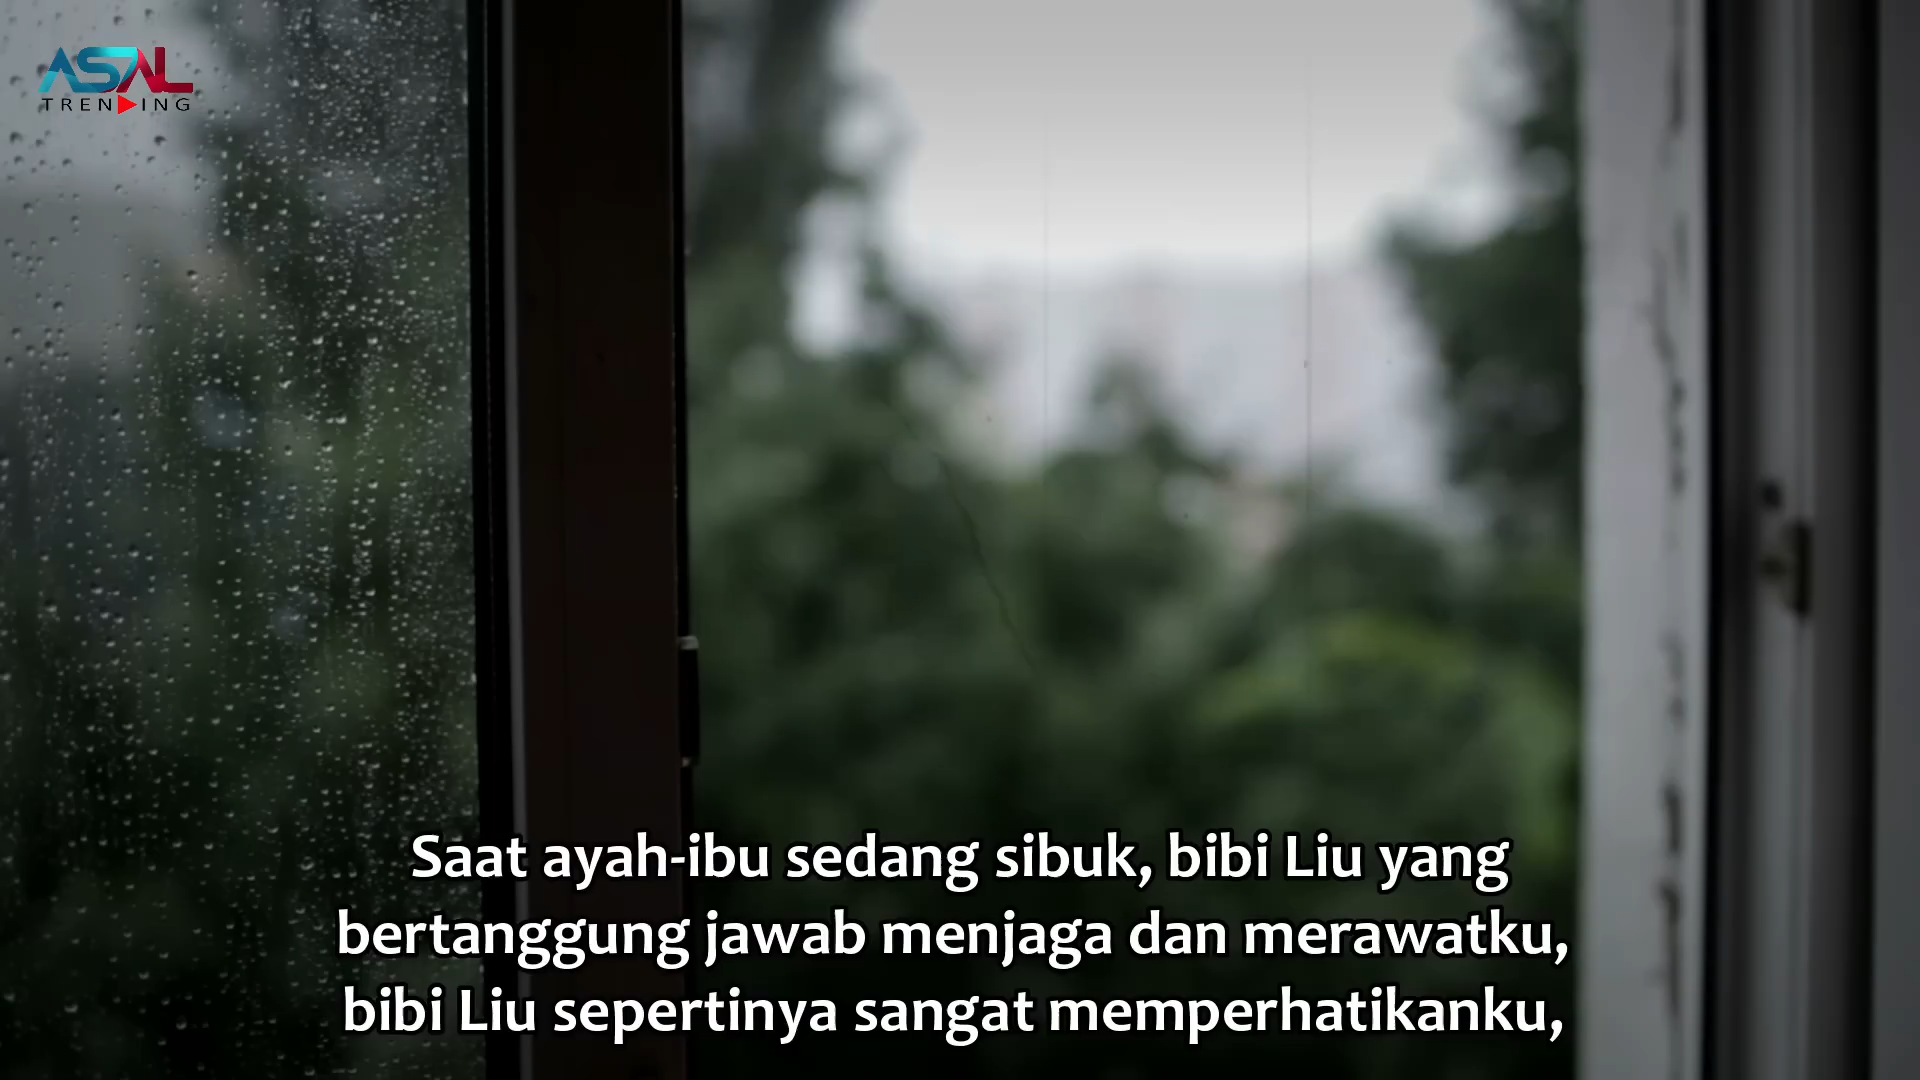 ASAL
TRENDING
Saat ayah-ibu sedang sibuk, bibi Liu yang
bertanggung jawab menjaga dan merawatku,
bibi Liu sepertinya sangat memperhatikanku,